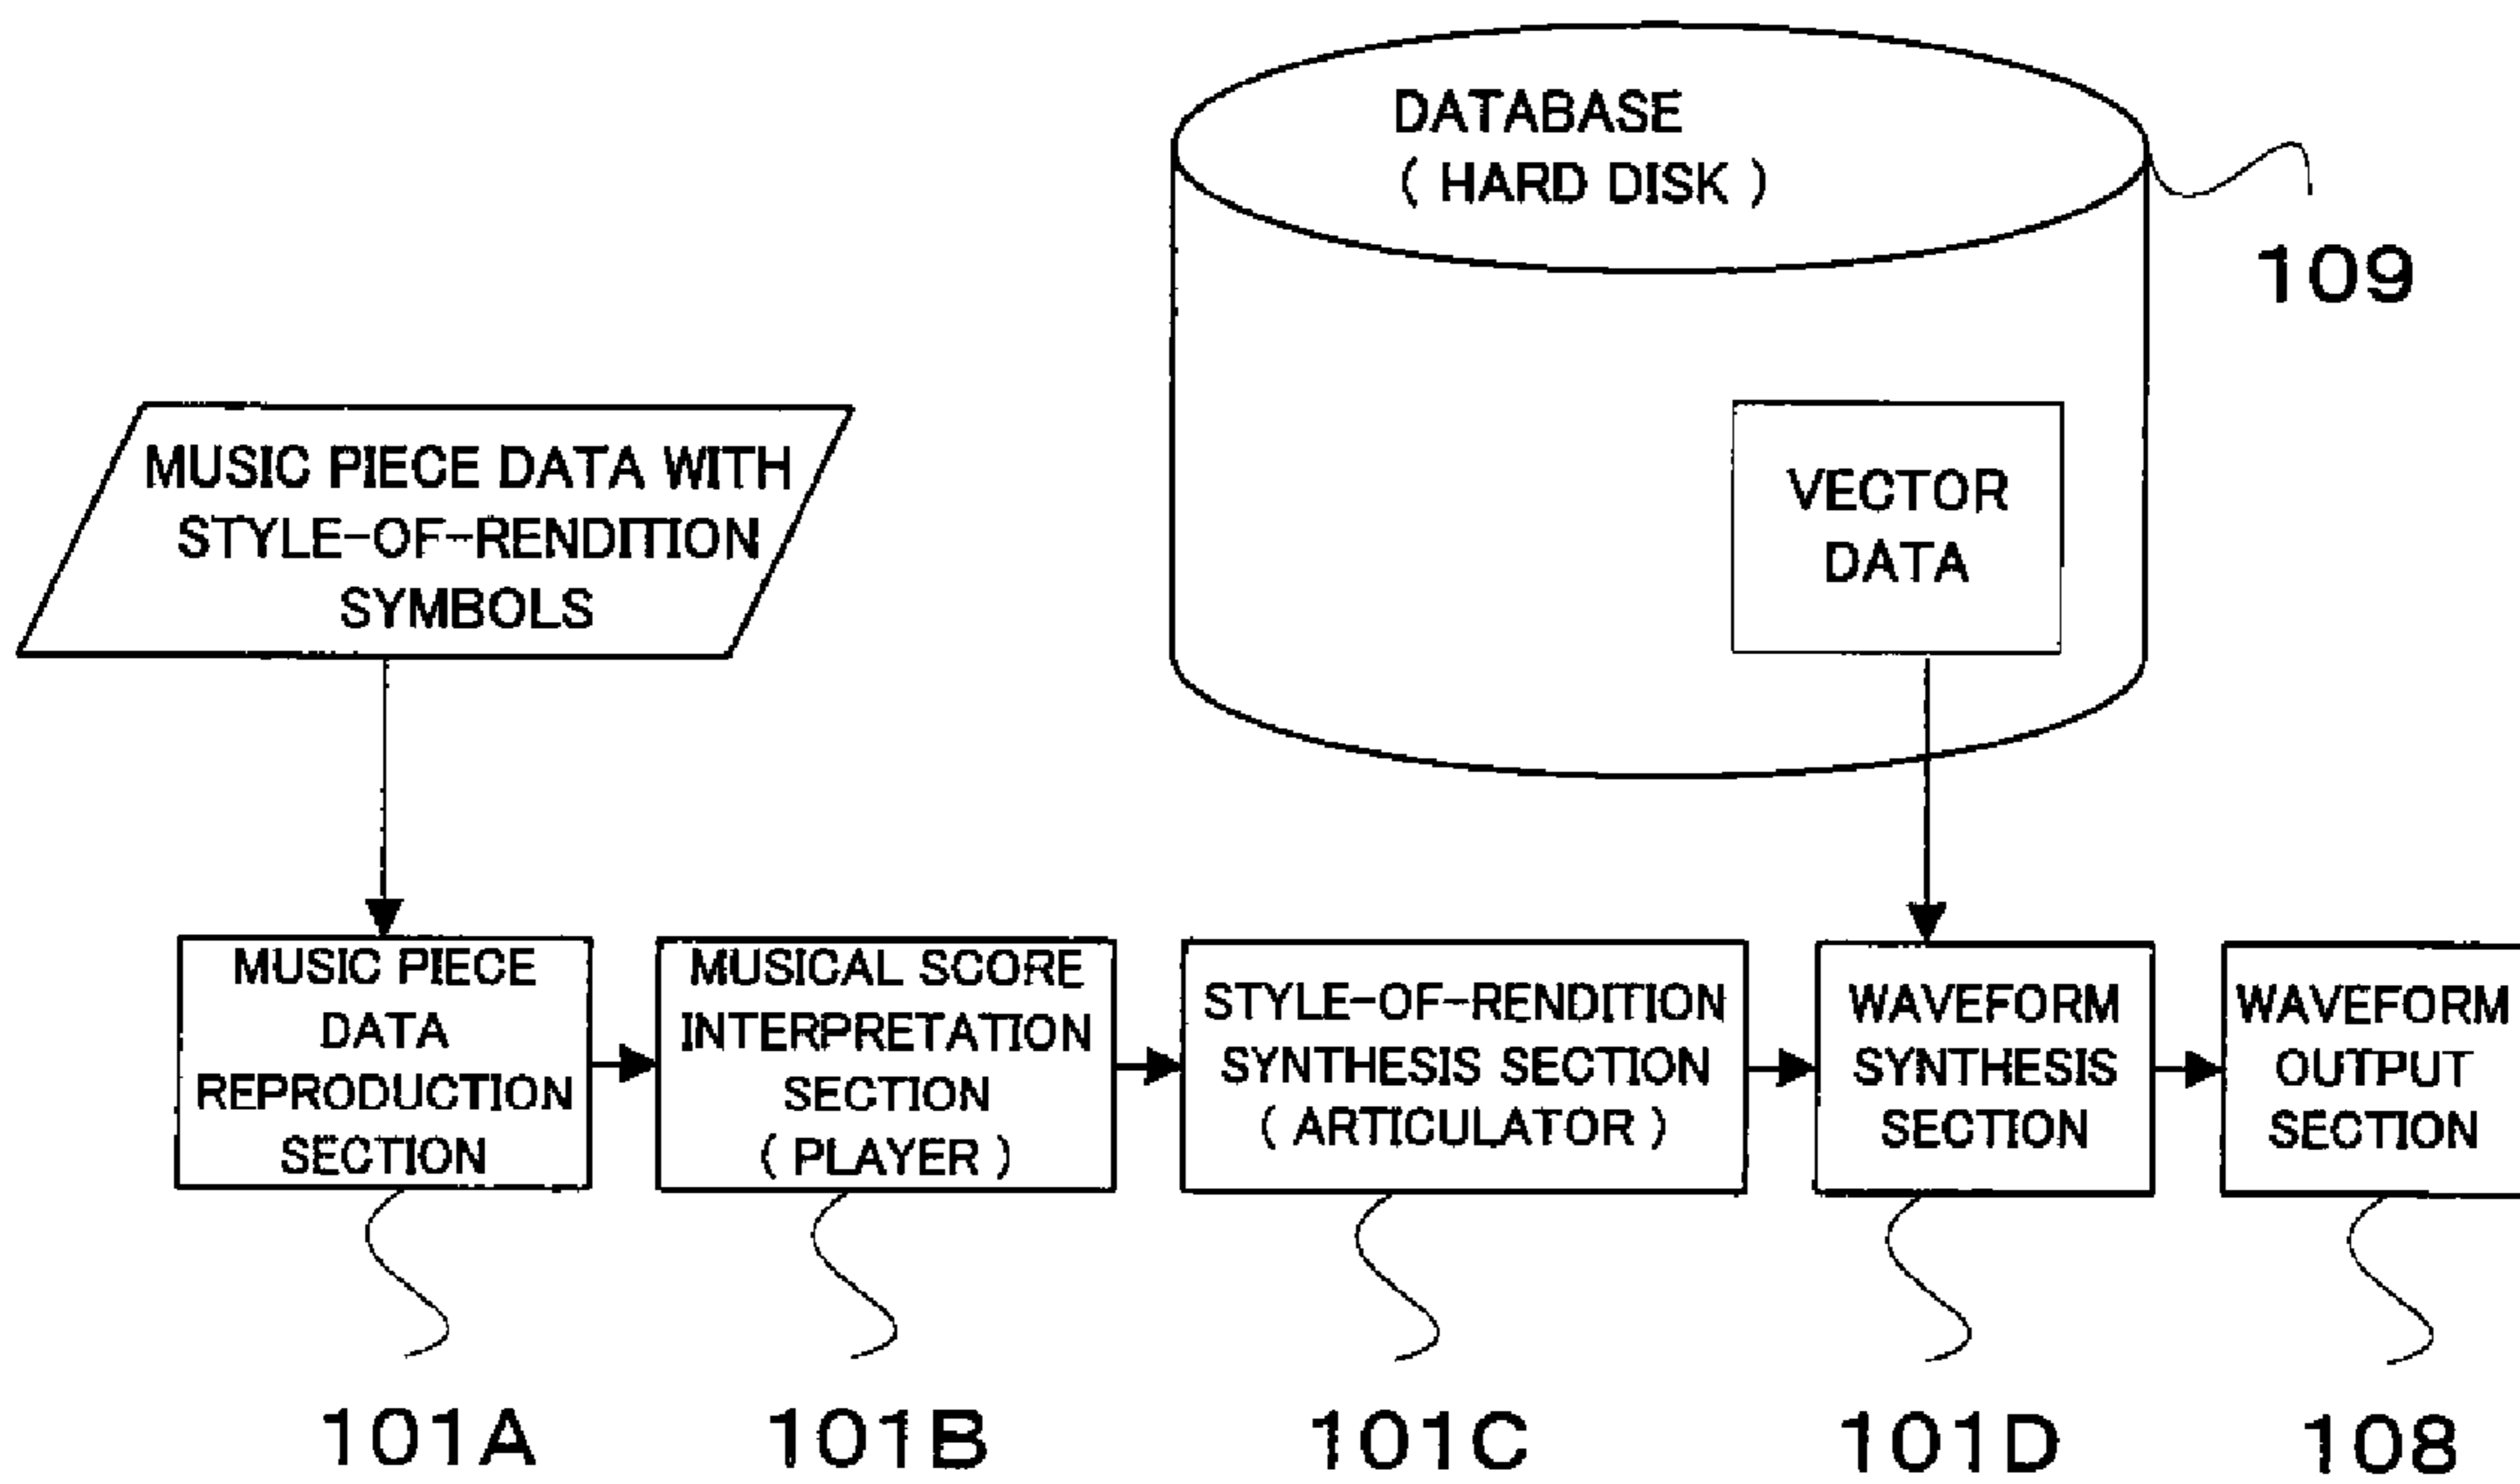 DATABASE
( HARD DISK )
109
MUSIC PIECE DATA WITH
STYLE-OF-RENDITION
SYMBOLS
VECTOR
DATA
MUSIC PIECE
DATA
REPRODUCTION
SECTION
MUSICAL SCORE
INTERPRETATION
SECTION
( PLAYER )
STYLE-OF-RENDITION
SYNTHESIS SECTION
( ARTICULATOR )
WAVEFORM
SYNTHESIS
SECTION
WAVEFORM
OUTPUT
SECTION
101A
101B
101C
101D
108